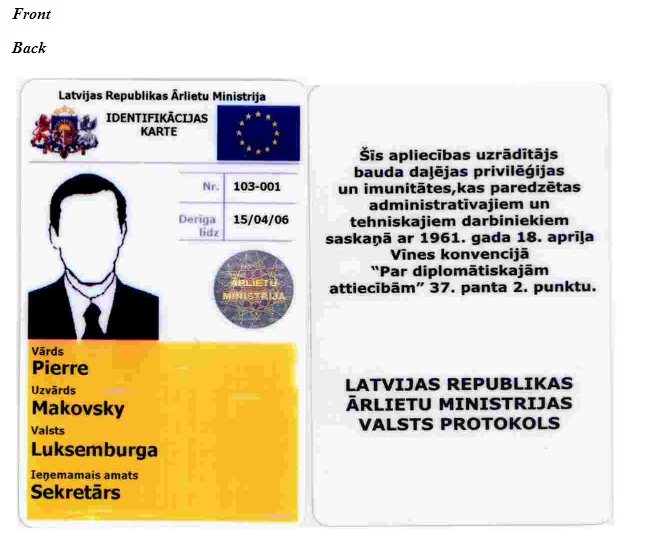 Front
Back
Latvijas Republikas Ārlietu Ministrija
IDENTIFIKĀCIJAS
KARTE
Nr. 103-001
Derīga
līdz 15/04/06
ĀRLIETU
MINISTRIJA
Vārds
Pierre
Uzvārds
Makovsky
Valsts
Luksemburga
Ieņemamais amats
Sekretārs
Šīs apliecības uzrādītājs
bauda daļējas privilēģijas
un imunitātes,kas paredzētas
administratīvajiem un
tehniskajiem darbiniekiem
saskaņā ar 1961. gada 18. aprīļa
Vīnes konvencijā
“Par diplomātiskajām
attiecībām” 37. panta 2. punktu.
LATVIJAS REPUBLIKAS
ĀRLIETU MINISTRIJAS
VALSTS PROTOKOLS